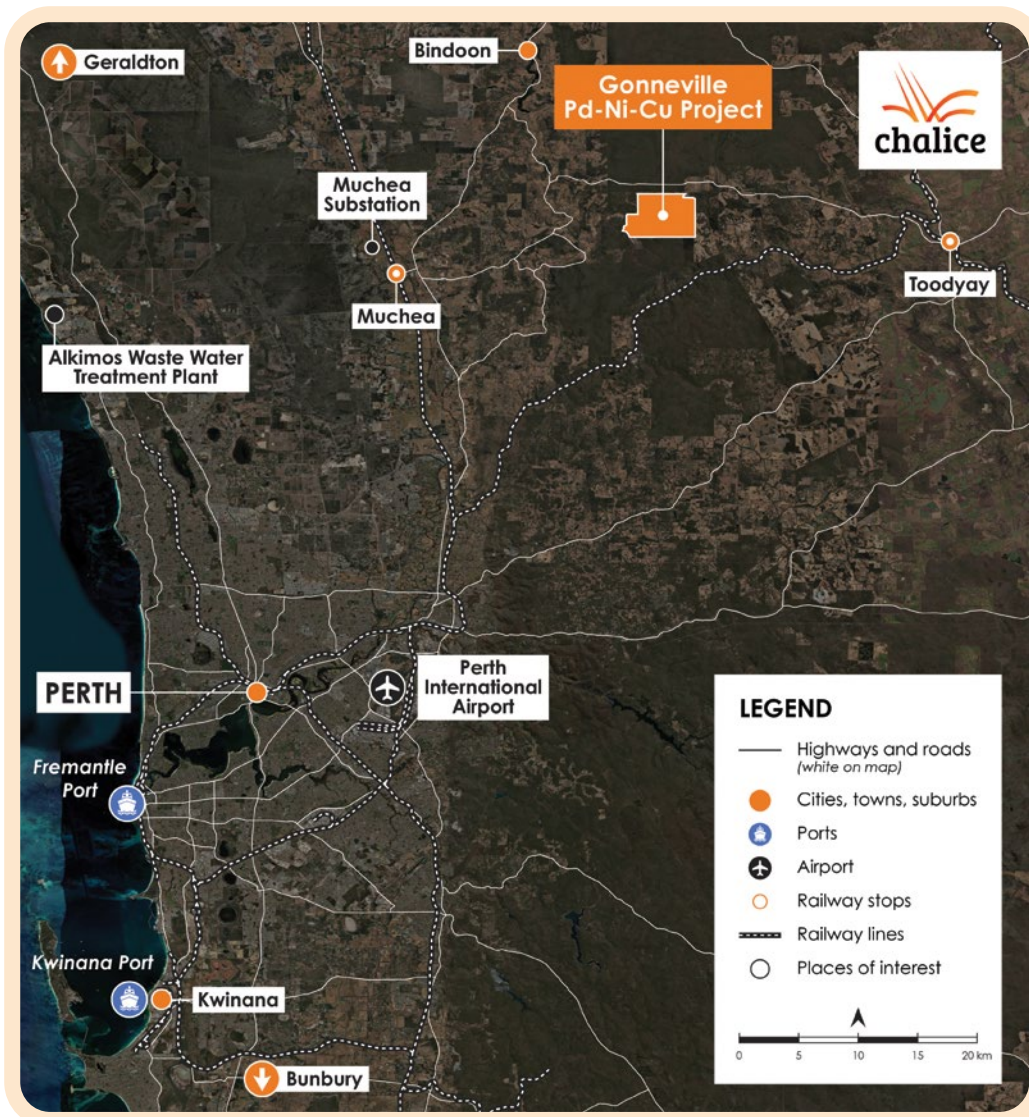 Geraldton
Bindoon
Gonneville
Pd-Ni-Cu Project
chalice
Muchea
Substation
Muchea
Toodyay
Alkimos Waste Water
Treatment Plant
PERTH
Perth
International
Airport
Fremantle
Port
Kwinana Port
Kwinana
Bunbury
LEGEND
Highways and roads
(white on map)
Cities, towns, suburbs
Ports
Airport
Railway stops
Railway lines
Places of interest
0 5 10 15 20 km